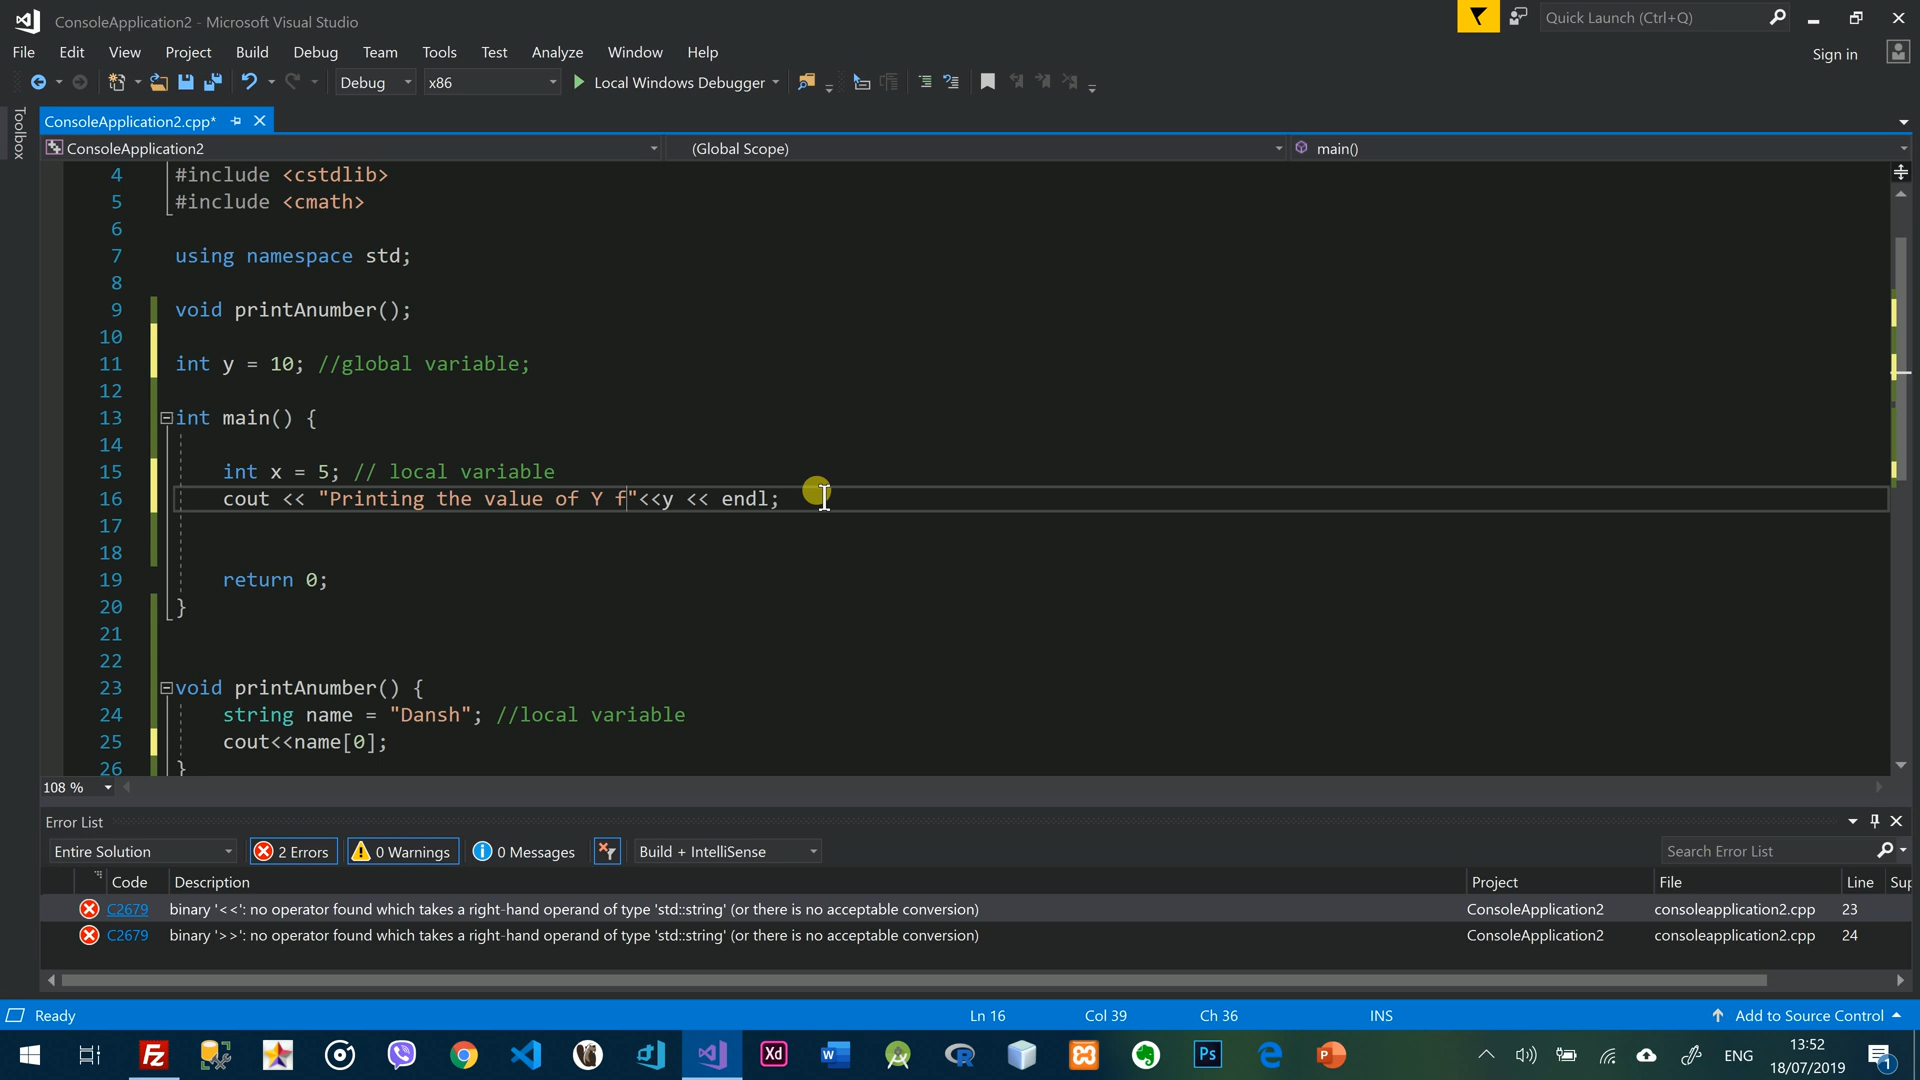 ConsoleApplication2 - Microsoft Visual Studio
Quick Launch (Ctrl+Q)
File Edit View Project Build Debug Team Tools Test Analyze Window Help
Sign in
Debug x86 Local Windows Debugger
Toolbox
ConsoleApplication2.cpp*
ConsoleApplication2 (Global Scope) main()
4 #include <cstdlib>
5 #include <cmath>
6
7 using namespace std;
8
9 void printAnumber();
10
11 int y = 10; //global variable;
12
13 int main() {
14
15 int x = 5; // local variable
16 cout << "Printing the value of Y f"<<y << endl;
17
18
19 return 0;
20 }
21
22
23 void printAnumber() {
24 string name = "Dansh"; //local variable
25 cout<<name[0];
26 }
108 %
Error List
Entire Solution 2 Errors 0 Warnings 0 Messages Build + IntelliSense Search Error List
Code Description Project File Line Sup
C2679 binary '<<': no operator found which takes a right-hand operand of type 'std::string' (or there is no acceptable conversion) ConsoleApplication2 consoleapplication2.cpp 23
C2679 binary '>>': no operator found which takes a right-hand operand of type 'std::string' (or there is no acceptable conversion) ConsoleApplication2 consoleapplication2.cpp 24
Ready Ln 16 Col 39 Ch 36 INS Add to Source Control
Fz Xd W R Ps P ENG 13:52
18/07/2019 1